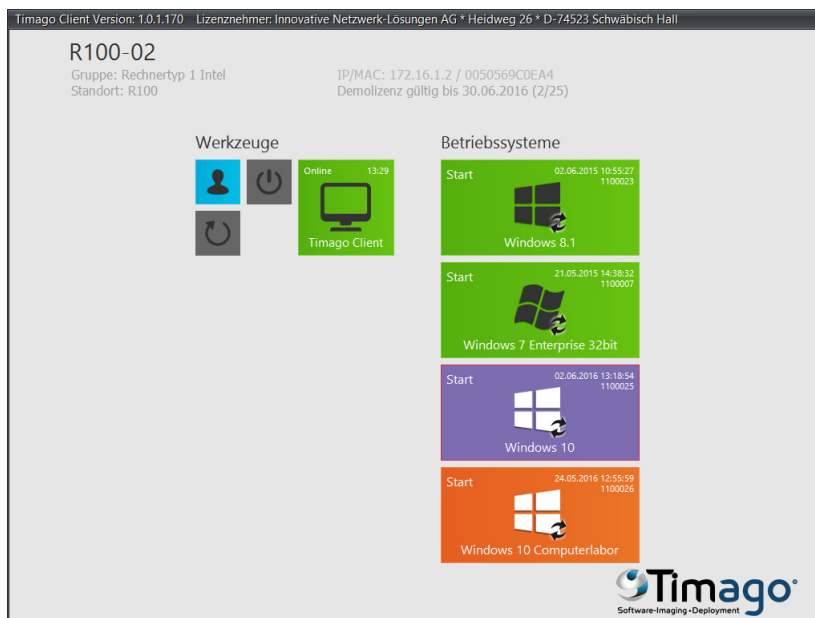 Timago Client Version: 1.0.1.170 Lizenznehmer: Innovative Netzwerk-Lösungen AG * Heidweg 26 * D-74523 Schwäbisch Hall
R100-02
Gruppe: Rechnertyp 1 Intel
Standort: R100
IP/MAC: 172.16.1.2 / 0050569C0EA4
Demolizenz gültig bis 30.06.2016 (2/25)
Werkzeuge
Online 13:29
Timago Client
Betriebssysteme
Start 02.06.2015 10:55:27
1100023
Windows 8.1
Start 21.05.2015 14:38:32
1100007
Windows 7 Enterprise 32bit
Start 02.06.2016 13:18:54
1100025
Windows 10
Start 24.05.2016 12:55:59
1100026
Windows 10 Computerlabor
Timago
Software-Imaging+Deployment